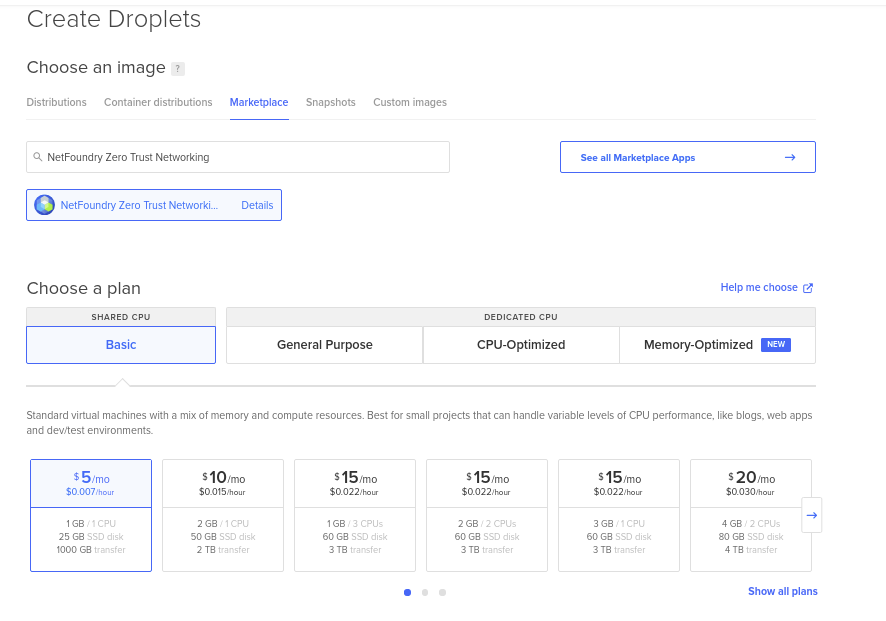 Create Droplets
Choose an image ?
Distributions Container distributions Marketplace Snapshots Custom images
NetFoundry Zero Trust Networking
See all Marketplace Apps →
NetFoundry Zero Trust Networki... Details
Choose a plan
Help me choose
SHARED CPU
DEDICATED CPU
Basic
General Purpose
CPU-Optimized
Memory-Optimized NEW
Standard virtual machines with a mix of memory and compute resources. Best for small projects that can handle variable levels of CPU performance, like blogs, web apps
and dev/test environments.
$5/mo
$0.007/hour
1 GB / 1 CPU
25 GB SSD disk
1000 GB transfer
$10/mo
$0.015/hour
2 GB / 1 CPU
50 GB SSD disk
2 TB transfer
$15/mo
$0.022/hour
1 GB / 3 CPUs
60 GB SSD disk
3 TB transfer
$15/mo
$0.022/hour
2 GB / 2 CPUs
60 GB SSD disk
3 TB transfer
$15/mo
$0.022/hour
3 GB / 1 CPU
60 GB SSD disk
3 TB transfer
$20/mo
$0.030/hour
4 GB / 2 CPUs
80 GB SSD disk
4 TB transfer
→
Show all plans